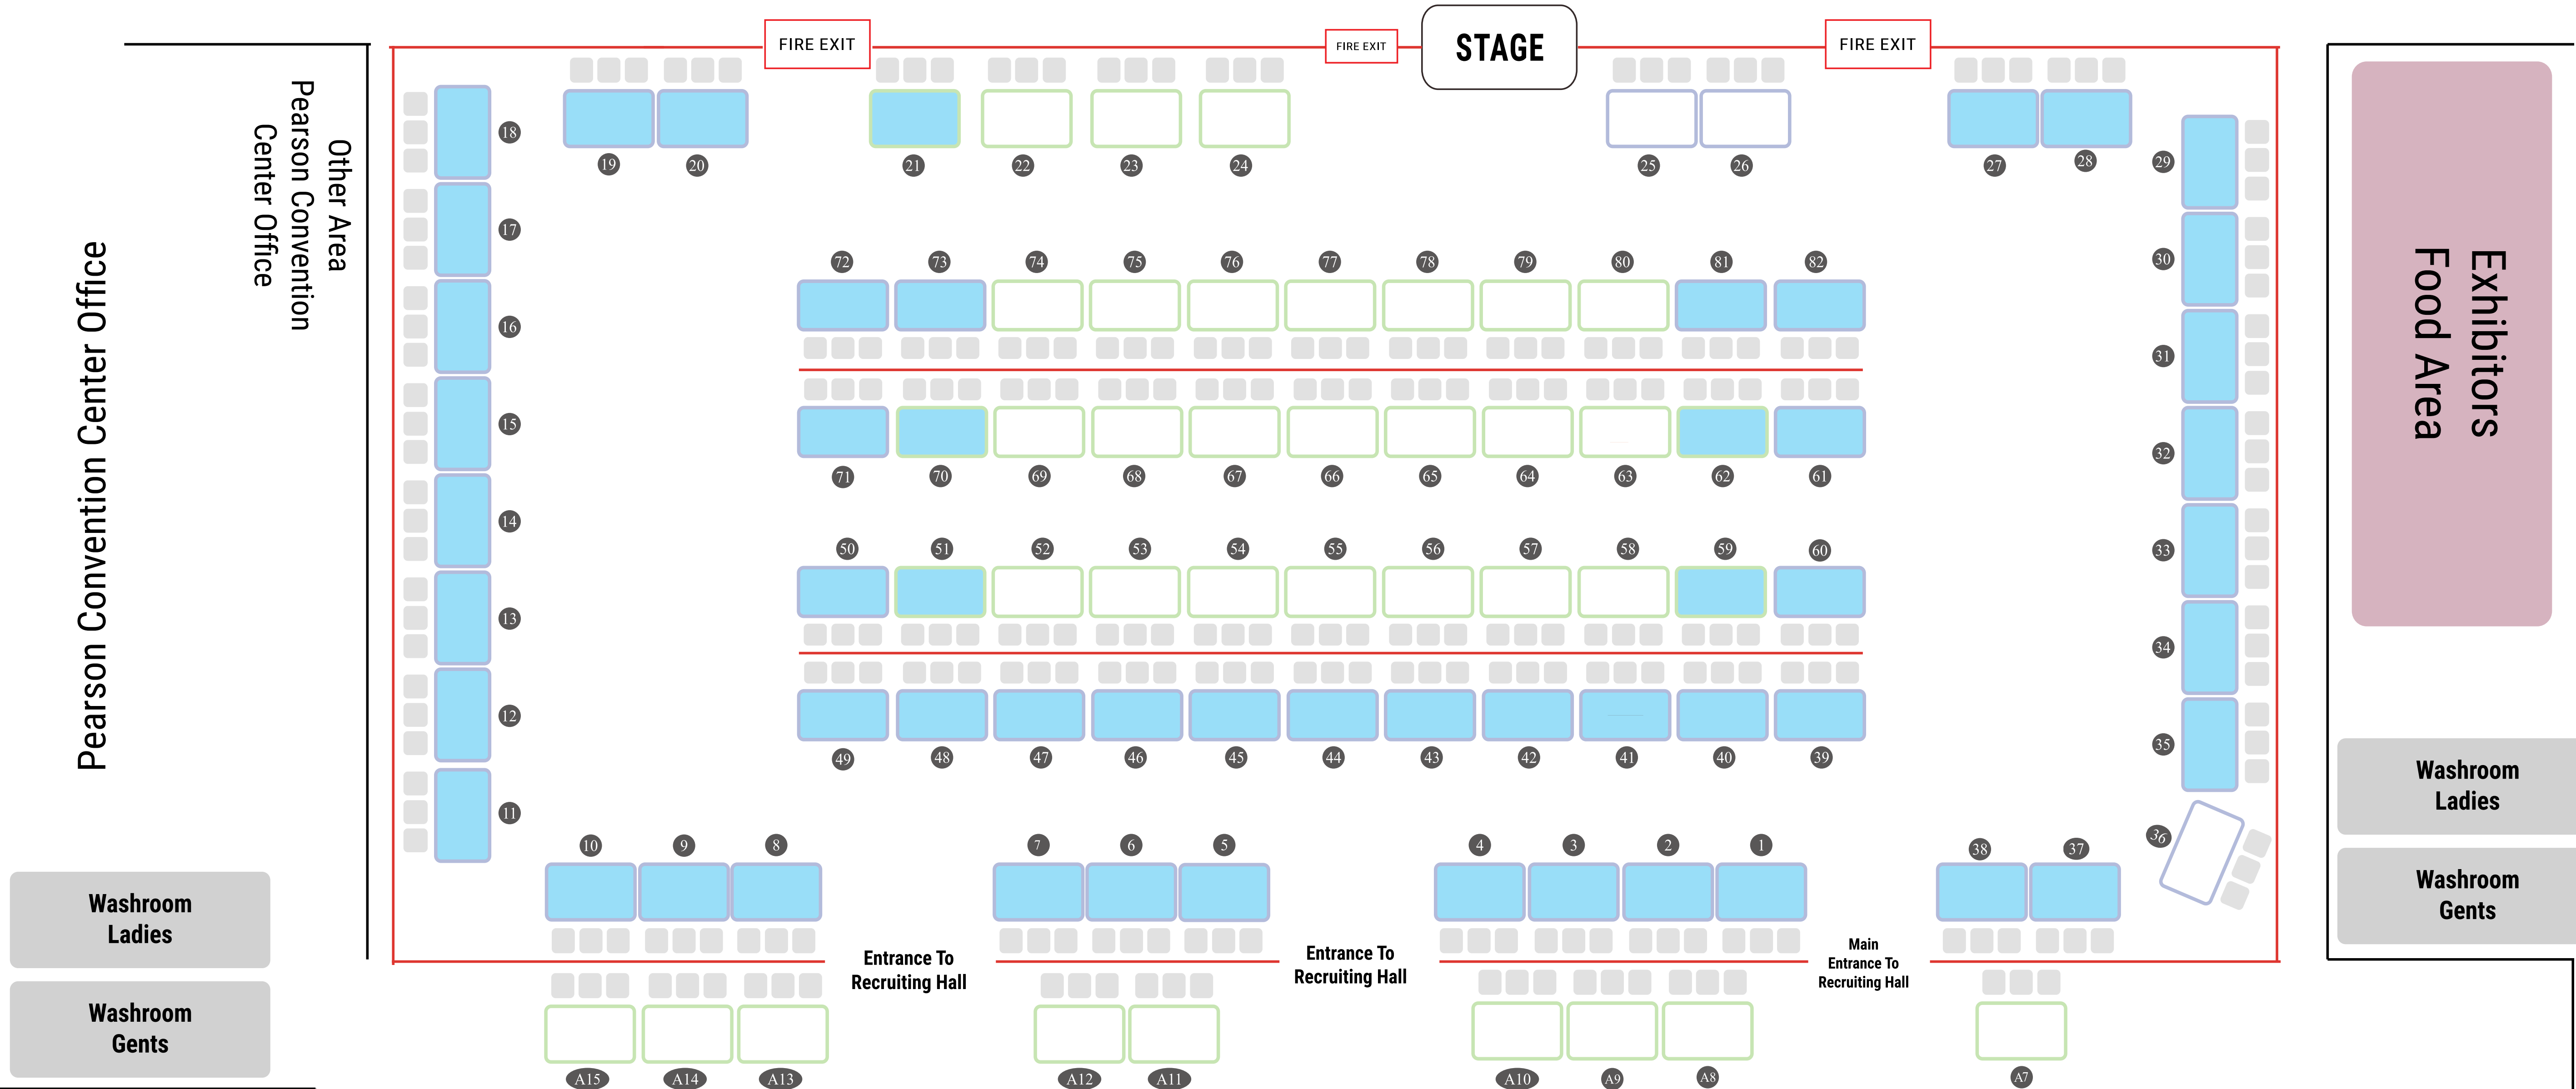 FIRE EXIT
FIRE EXIT
STAGE
FIRE EXIT
Pearson Convention Center Office
Other Area
Pearson Convention
Center Office
Exhibitors
Food Area
18
17
16
15
14
13
12
11
19
20
21
22
23
24
25
26
27
28
29
30
31
32
33
34
35
36
72
73
74
75
76
77
78
79
80
81
82
71
70
69
68
67
66
65
64
63
62
61
50
51
52
53
54
55
56
57
58
59
60
49
48
47
46
45
44
43
42
41
40
39
10
9
8
7
6
5
4
3
2
1
38
37
Washroom
Ladies
Washroom
Gents
Washroom
Ladies
Washroom
Gents
Entrance To
Recruiting Hall
Entrance To
Recruiting Hall
Main
Entrance To
Recruiting Hall
A15
A14
A13
A12
A11
A10
A9
A8
A7